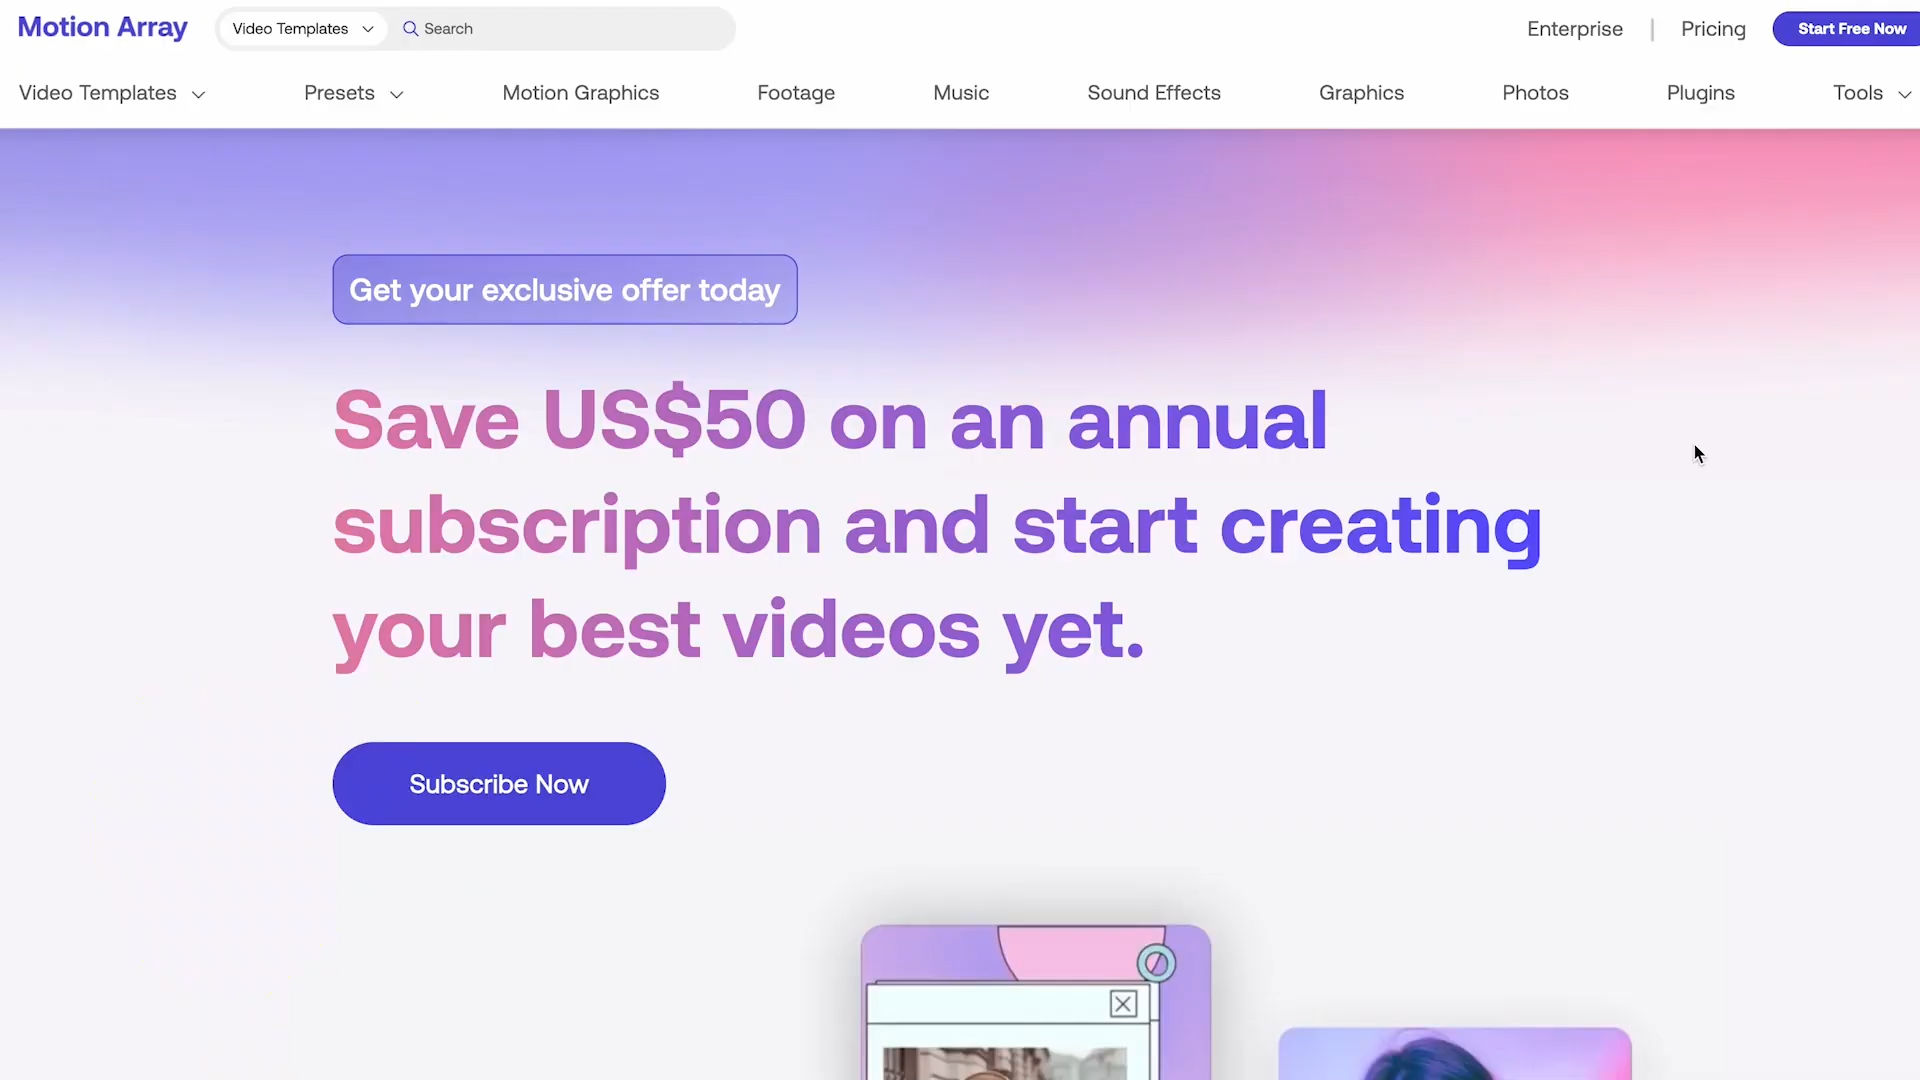 Motion Array
Video Templates
Search
Enterprise | Pricing
Start Free Now
Video Templates
Presets
Motion Graphics
Footage
Music
Sound Effects
Graphics
Photos
Plugins
Tools
Get your exclusive offer today
Save US$50 on an annual
subscription and start creating
your best videos yet.
Subscribe Now